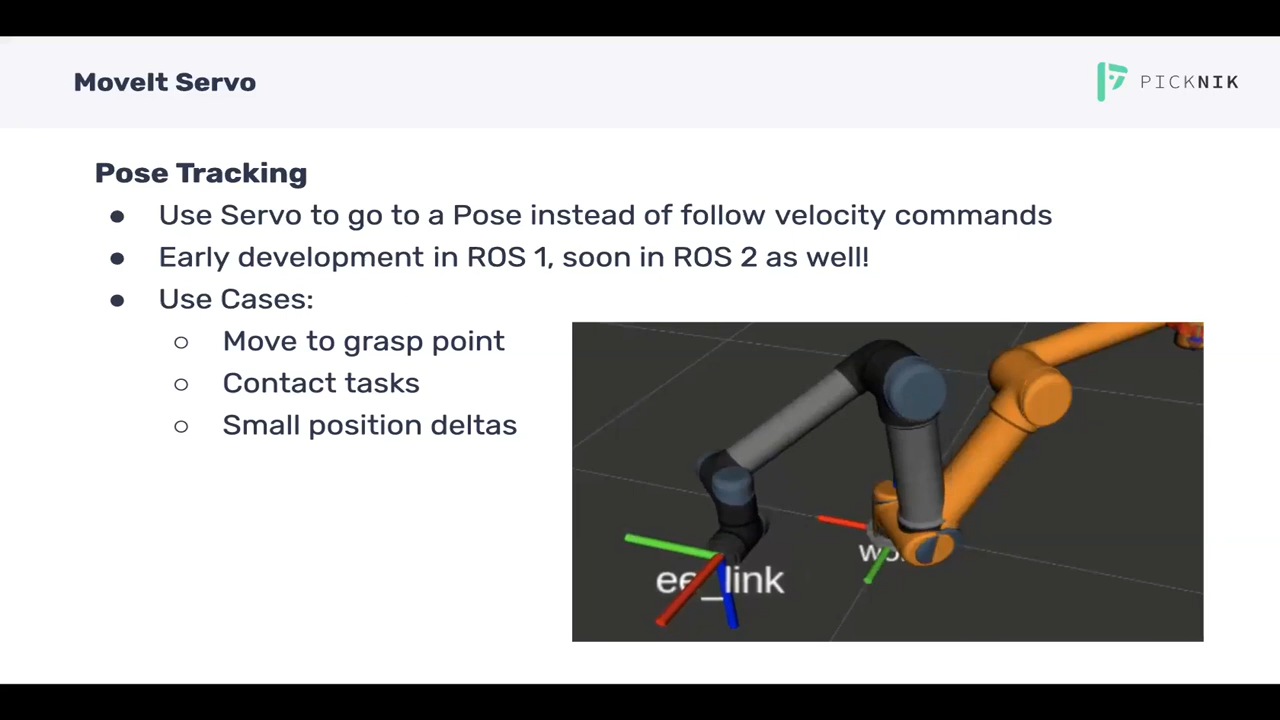 MoveIt Servo
PICKNIK
Pose Tracking
● Use Servo to go to a Pose instead of follow velocity commands
● Early development in ROS 1, soon in ROS 2 as well!
● Use Cases:
○ Move to grasp point
○ Contact tasks
○ Small position deltas
ee_link